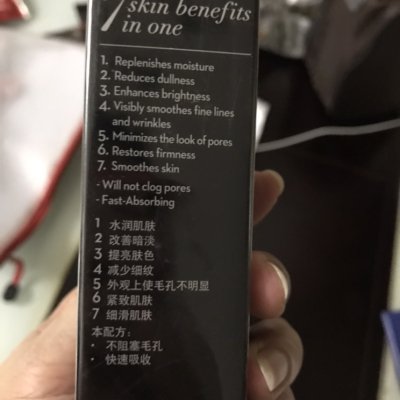 7 skin benefits
in one
1. Replenishes moisture
2. Reduces dullness
3. Enhances brightness
4. Visibly smoothes fine lines
and wrinkles
5. Minimizes the look of pores
6. Restores firmness
7. Smoothes skin
- Will not clog pores
- Fast-Absorbing
1 水润肌肤
2 改善暗淡
3 提亮肤色
4 减少细纹
5 外观上使毛孔不明显
6 紧致肌肤
7 细滑肌肤
本配方:
· 不阻塞毛孔
· 快速吸收